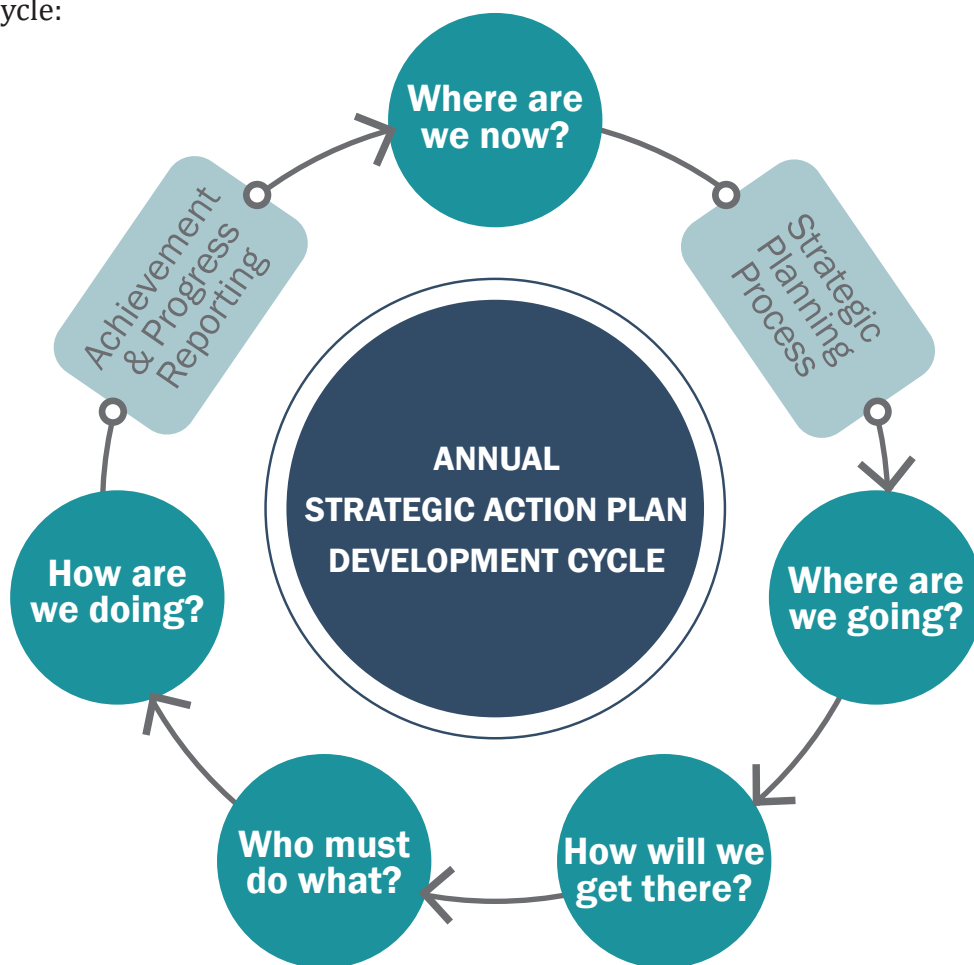 ycle:
Where are
we now?
Strategic
Planning
Process
Where are
we going?
How will we
get there?
Who must
do what?
How are
we doing?
Achievement
& Progress
Reporting
ANNUAL
STRATEGIC ACTION PLAN
DEVELOPMENT CYCLE